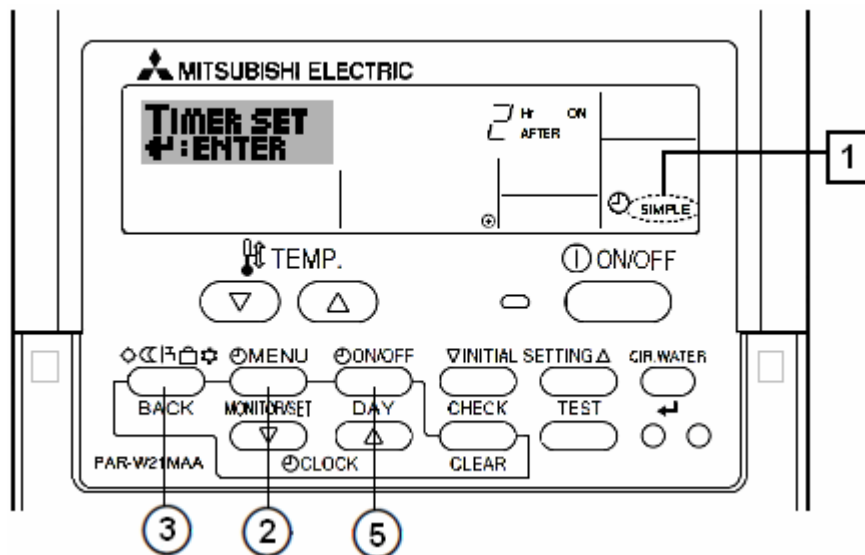 MITSUBISHI ELECTRIC
TIMER SET
↵:ENTER
2 Hr ON
AFTER
SIMPLE
1
TEMP.
ON/OFF
MENU
ON/OFF
▽INITIAL SETTING△
CIR.WATER
BACK
MONITOR/SET
DAY
CHECK
TEST
PAR-W21MAA
CLOCK
CLEAR
3
2
5